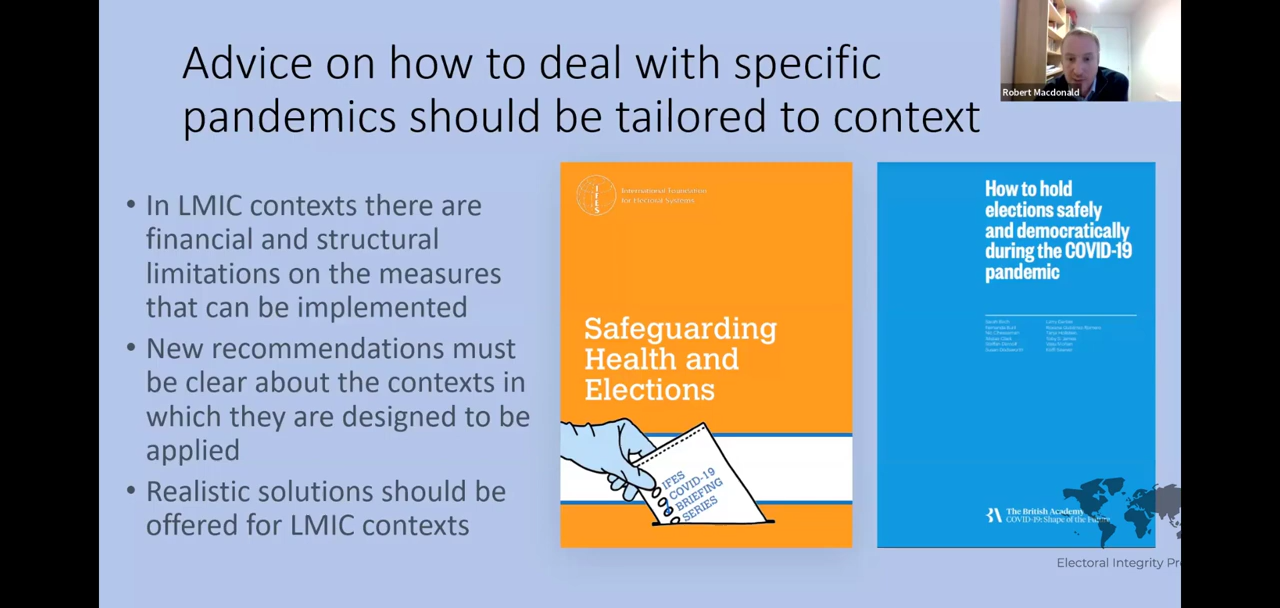 Advice on how to deal with specific
pandemics should be tailored to context
Robert Macdonald
• In LMIC contexts there are
financial and structural
limitations on the measures
that can be implemented
• New recommendations must
be clear about the contexts in
which they are designed to be
applied
• Realistic solutions should be
offered for LMIC contexts
International Foundation
for Electoral Systems
Safeguarding
Health and
Elections
IFES
COVID-19
BRIEFING
SERIES
How to hold
elections safely
and democratically
during the COVID-19
pandemic
The British Academy
COVID-19: Shape of the Future
Electoral Integrity Pr